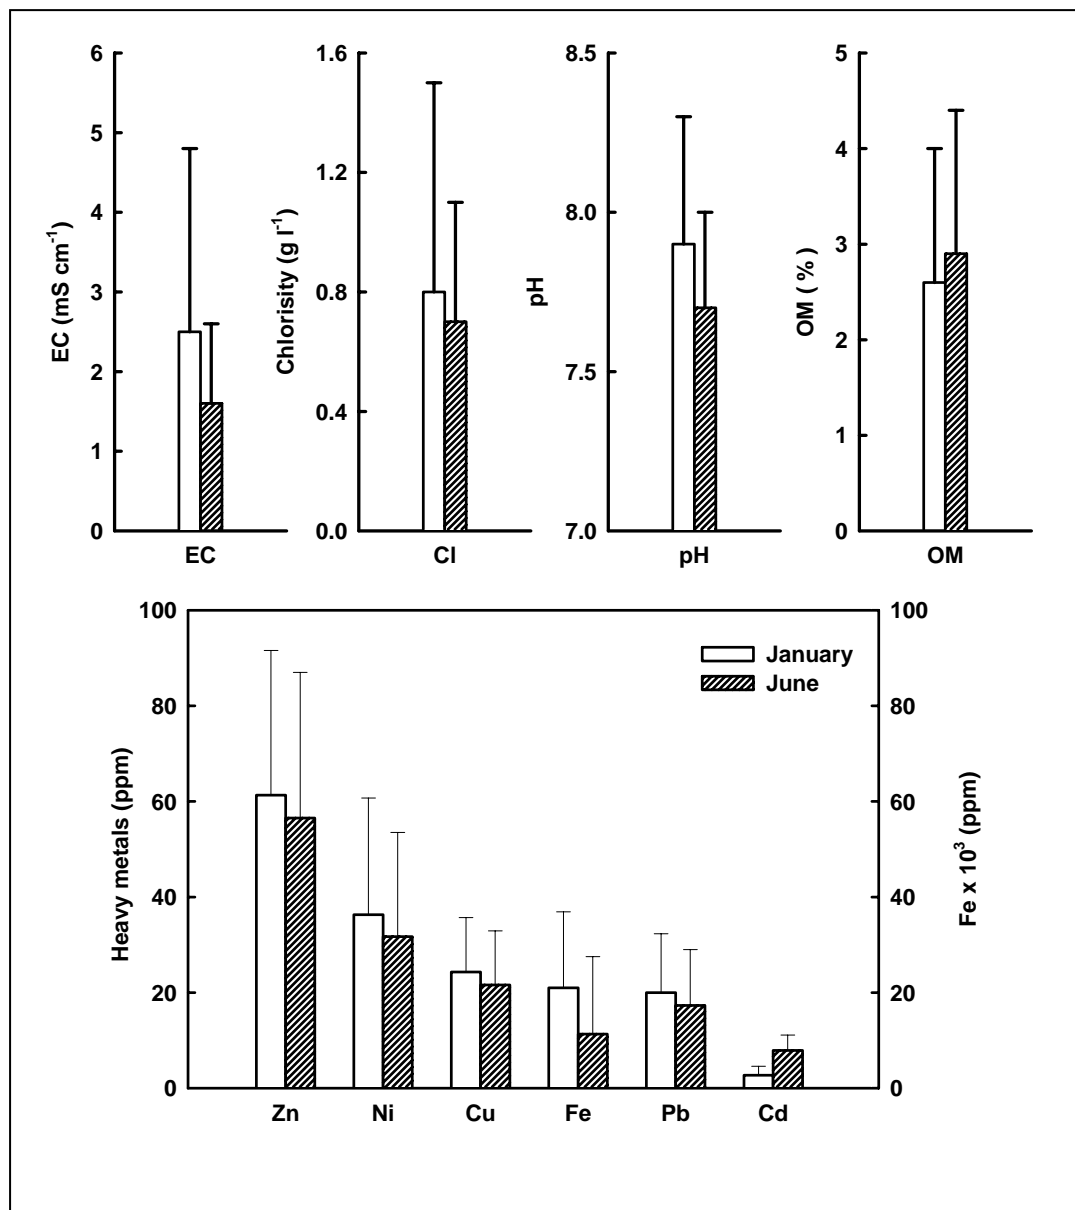 EC (mS cm⁻¹)
6
5
4
3
2
1
0
EC
Chlorisity (g l⁻¹)
1.6
1.2
0.8
0.4
0.0
Cl
pH
8.5
8.0
7.5
7.0
pH
OM ( % )
5
4
3
2
1
0
OM
Heavy metals (ppm)
100
80
60
40
20
0
January
June
100
80
60
40
20
0
Fe x 10³ (ppm)
Zn Ni Cu Fe Pb Cd